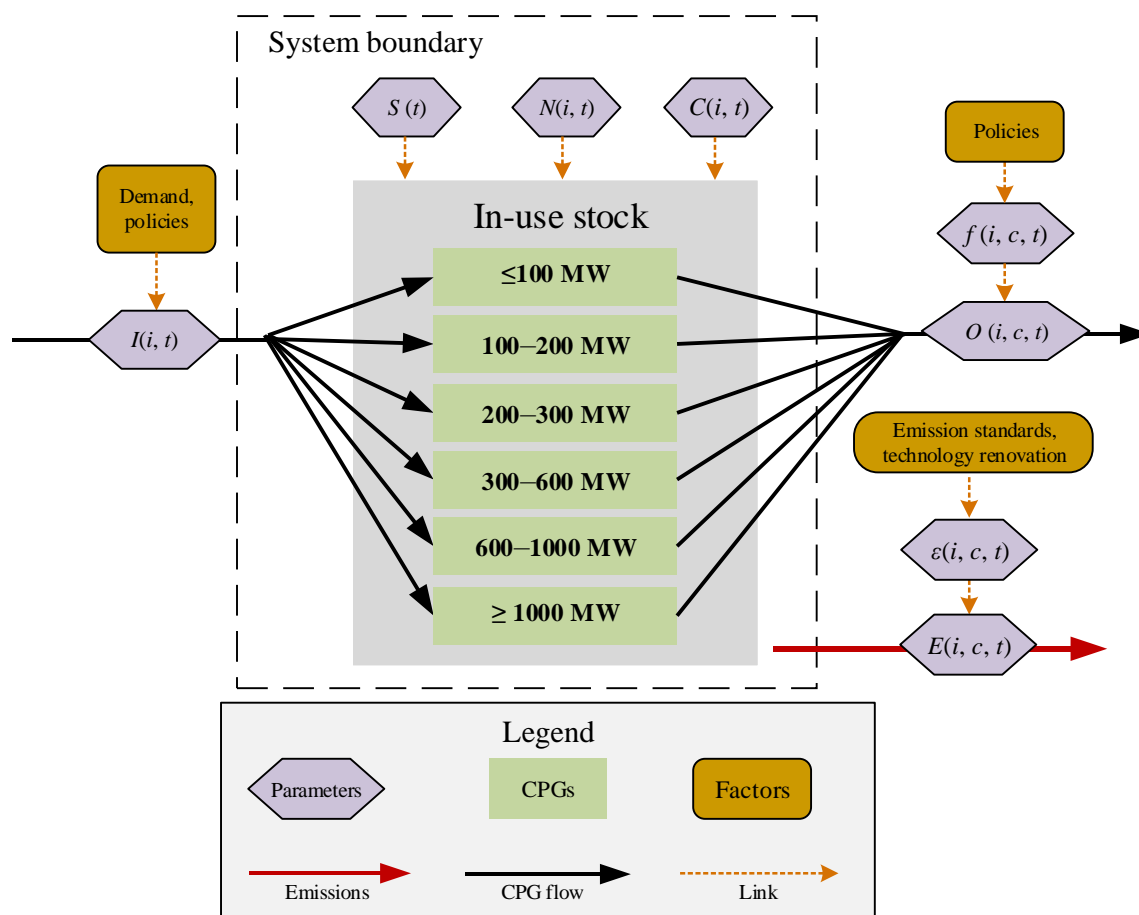 System boundary
S (t)
N(i, t)
C(i, t)
Policies
Demand,
policies
In-use stock
f (i, c, t)
≤100 MW
I(i, t)
100–200 MW
O (i, c, t)
200–300 MW
Emission standards,
technology renovation
300–600 MW
600–1000 MW
ε(i, c, t)
≥ 1000 MW
E(i, c, t)
Legend
Parameters
CPGs
Factors
Emissions
CPG flow
Link